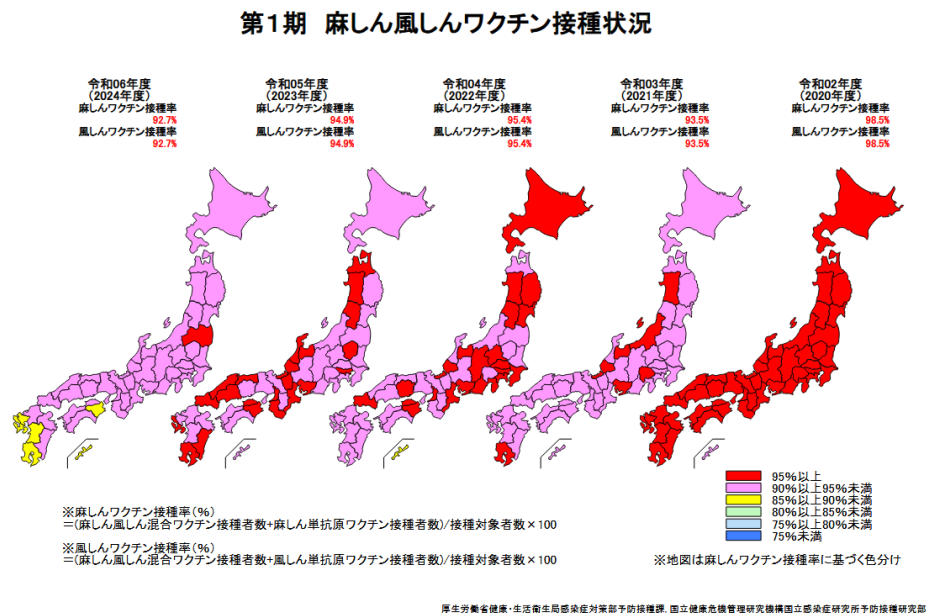 第1期　麻しん風しんワクチン接種状況
令和06年度
（2024年度）
麻しんワクチン接種率
92.7%
風しんワクチン接種率
92.7%
令和05年度
（2023年度）
麻しんワクチン接種率
94.9%
風しんワクチン接種率
94.9%
令和04年度
（2022年度）
麻しんワクチン接種率
95.4%
風しんワクチン接種率
95.4%
令和03年度
（2021年度）
麻しんワクチン接種率
93.5%
風しんワクチン接種率
93.5%
令和02年度
（2020年度）
麻しんワクチン接種率
98.5%
風しんワクチン接種率
98.5%
95%以上
90%以上95%未満
85%以上90%未満
80%以上85%未満
75%以上80%未満
75%未満
※麻しんワクチン接種率（%）
＝(麻しん風しん混合ワクチン接種者数+麻しん単抗原ワクチン接種者数)/接種対象者数×100
※風しんワクチン接種率（%）
＝(麻しん風しん混合ワクチン接種者数+風しん単抗原ワクチン接種者数)/接種対象者数×100
※地図は麻しんワクチン接種率に基づく色分け
厚生労働省健康・生活衛生局感染症対策部予防接種課，国立健康危機管理研究機構国立感染症研究所予防接種研究部